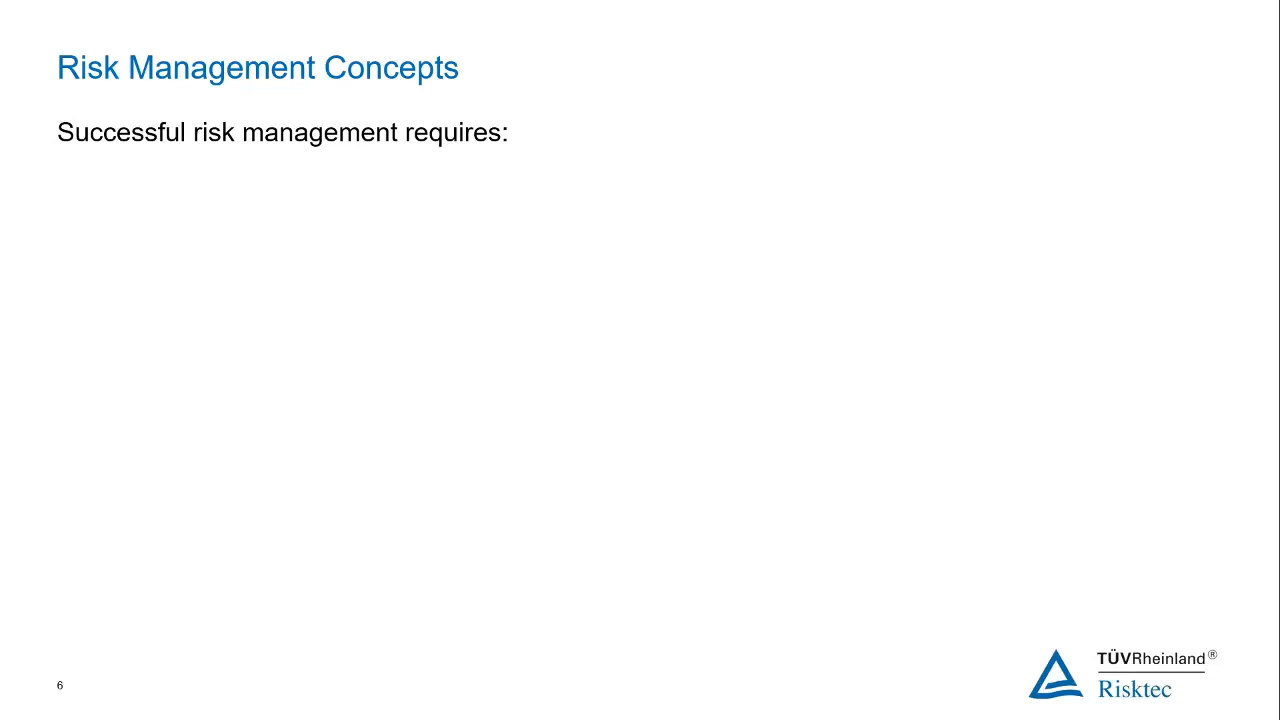 Risk Management Concepts
Successful risk management requires:
6
TÜVRheinland®
Risktec